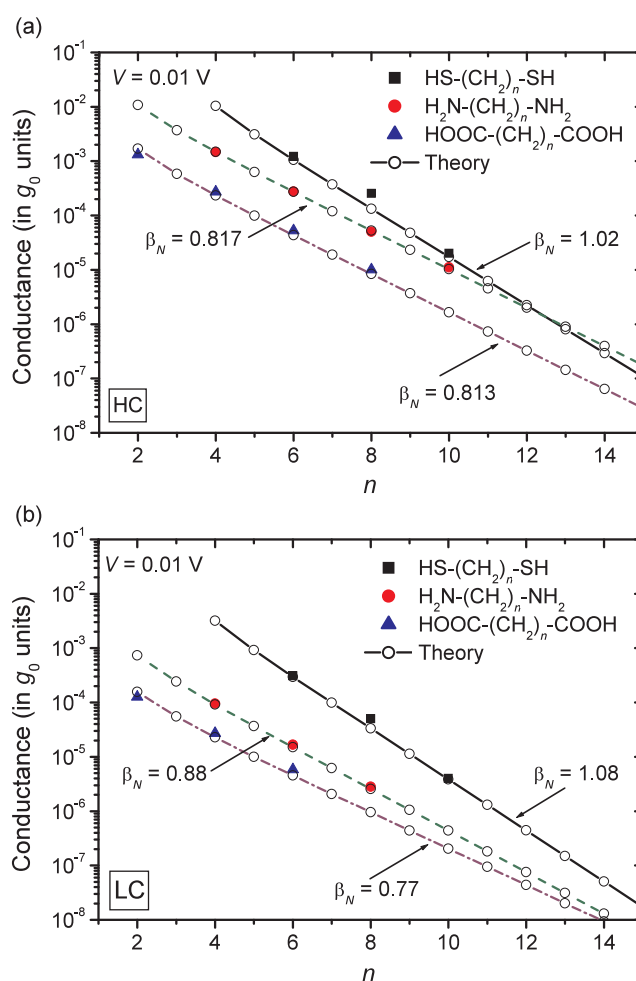 (a)
10⁻¹
V = 0.01 V
HS-(CH₂)ₙ-SH
10⁻²
H₂N-(CH₂)ₙ-NH₂
HOOC-(CH₂)ₙ-COOH
10⁻³
Theory
10⁻⁴
βN = 0.817
βN = 1.02
10⁻⁵
10⁻⁶
10⁻⁷
βN = 0.813
HC
10⁻⁸
Conductance (in g₀ units)
2 4 6 8 10 12 14
n
(b)
10⁻¹
V = 0.01 V
HS-(CH₂)ₙ-SH
10⁻²
H₂N-(CH₂)ₙ-NH₂
HOOC-(CH₂)ₙ-COOH
10⁻³
Theory
10⁻⁴
10⁻⁵
βN = 0.88
βN = 1.08
10⁻⁶
10⁻⁷
βN = 0.77
LC
10⁻⁸
Conductance (in g₀ units)
2 4 6 8 10 12 14
n